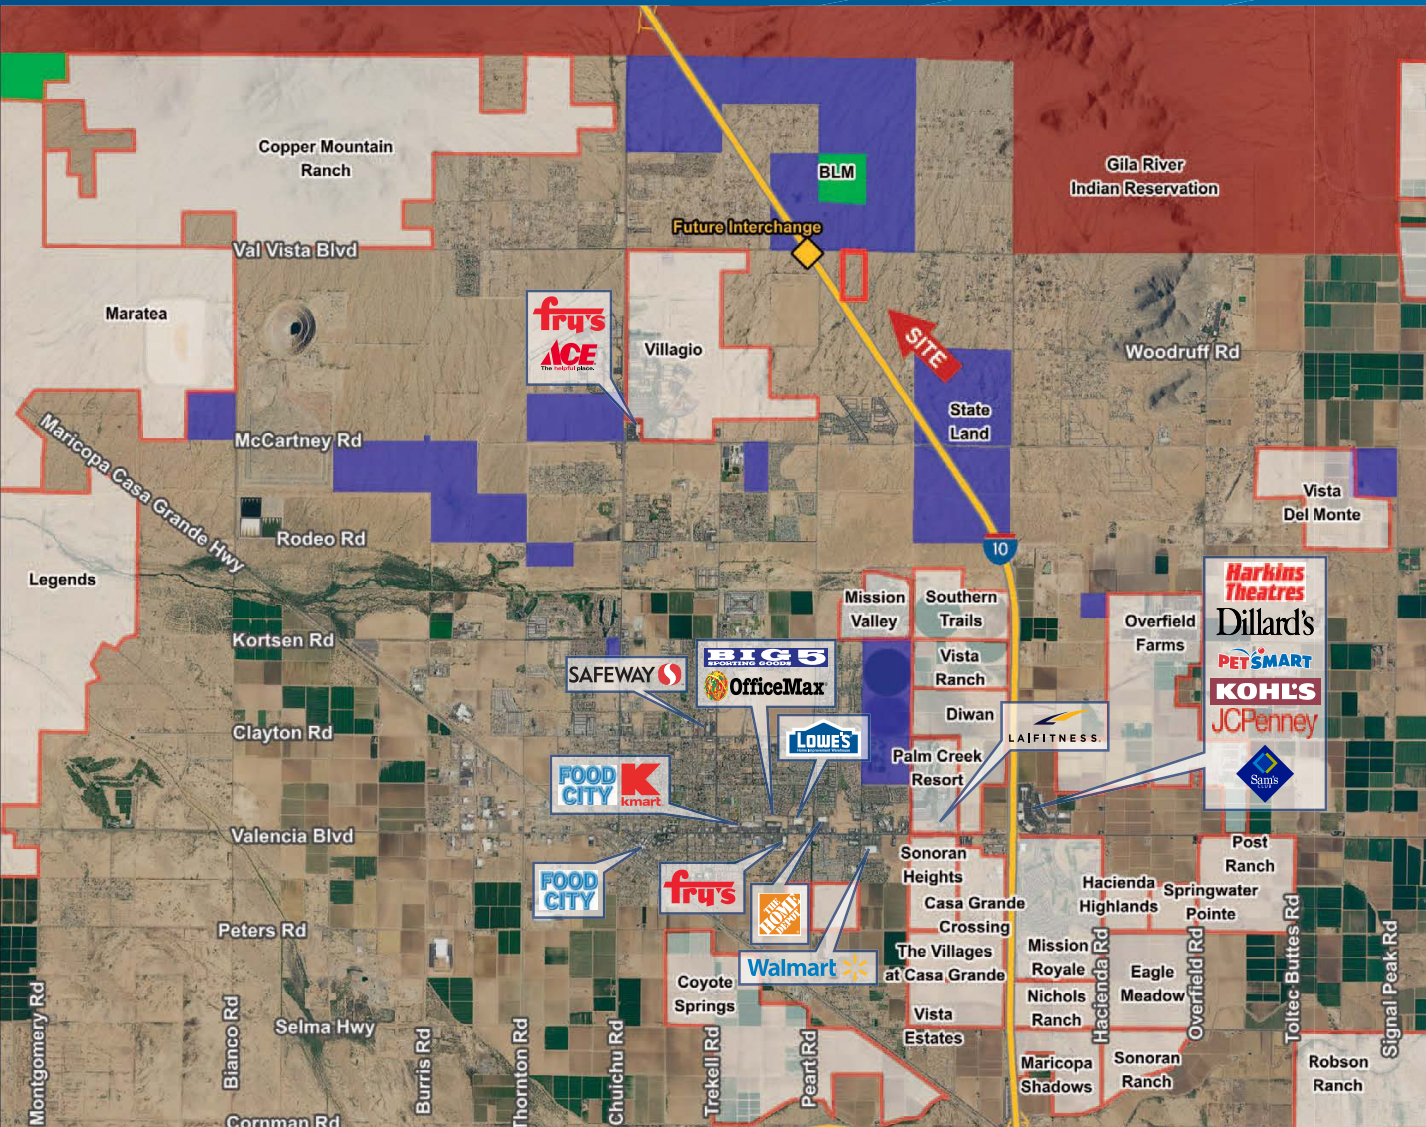 Copper Mountain
Ranch
BLM
Gila River
Indian Reservation
Future Interchange
Val Vista Blvd
Maratea
fry's
ACE
The helpful place.
Villagio
SITE
Woodruff Rd
State
Land
McCartney Rd
Maricopa Casa Grande Hwy
Vista
Del Monte
Rodeo Rd
10
Legends
Mission
Valley
Southern
Trails
Overfield
Farms
Harkins
Theatres
Dillard's
PETSMART
KOHL'S
JCPenney
Sam's
CLUB
Kortsen Rd
Vista
Ranch
BIG 5
SPORTING GOODS
OfficeMax
SAFEWAY
Diwan
LA|FITNESS.
Clayton Rd
LOWE'S
Home Improvement Warehouse
Palm Creek
Resort
FOOD
CITY
K
kmart
Valencia Blvd
Post
Ranch
Sonoran
Heights
FOOD
CITY
fry's
THE
HOME
DEPOT
Hacienda
Highlands
Springwater
Pointe
Casa Grande
Crossing
Peters Rd
Walmart
The Villages
at Casa Grande
Mission
Royale
Eagle
Meadow
Coyote
Springs
Nichols
Ranch
Vista
Estates
Selma Hwy
Maricopa
Shadows
Sonoran
Ranch
Robson
Ranch
Montgomery Rd
Bianco Rd
Burris Rd
Thornton Rd
Chuichu Rd
Trekell Rd
Peart Rd
Hacienda Rd
Overfield Rd
Toltec Buttes Rd
Signal Peak Rd
Cornman Rd